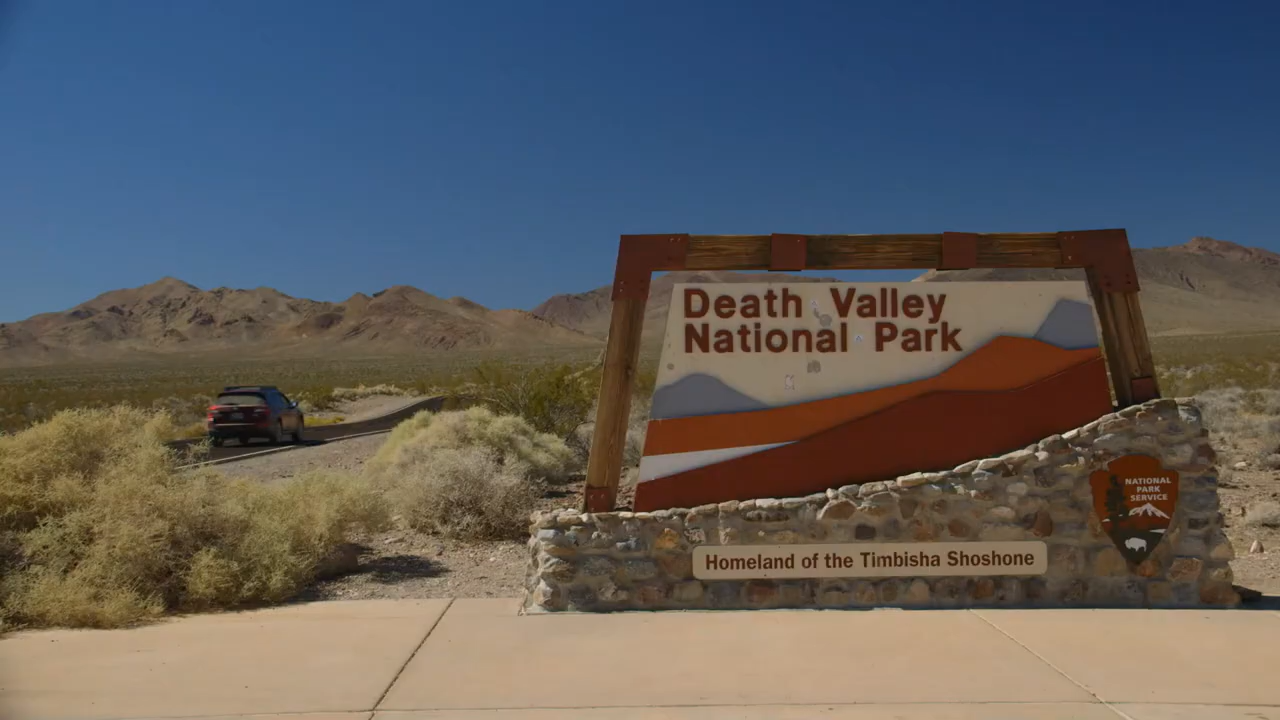 Death Valley
National Park
NATIONAL
PARK
SERVICE
Homeland of the Timbisha Shoshone